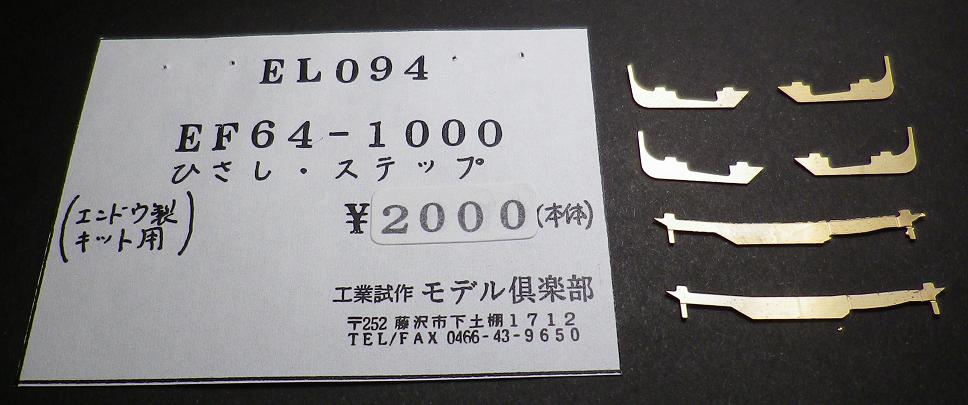 EL094
EF64-1000
ひさし・ステップ
(エンドウ製
キット用)
¥2000(本体)
工業試作 モデル倶楽部
〒252 藤沢市下土棚1712
TEL/FAX 0466-43-9650